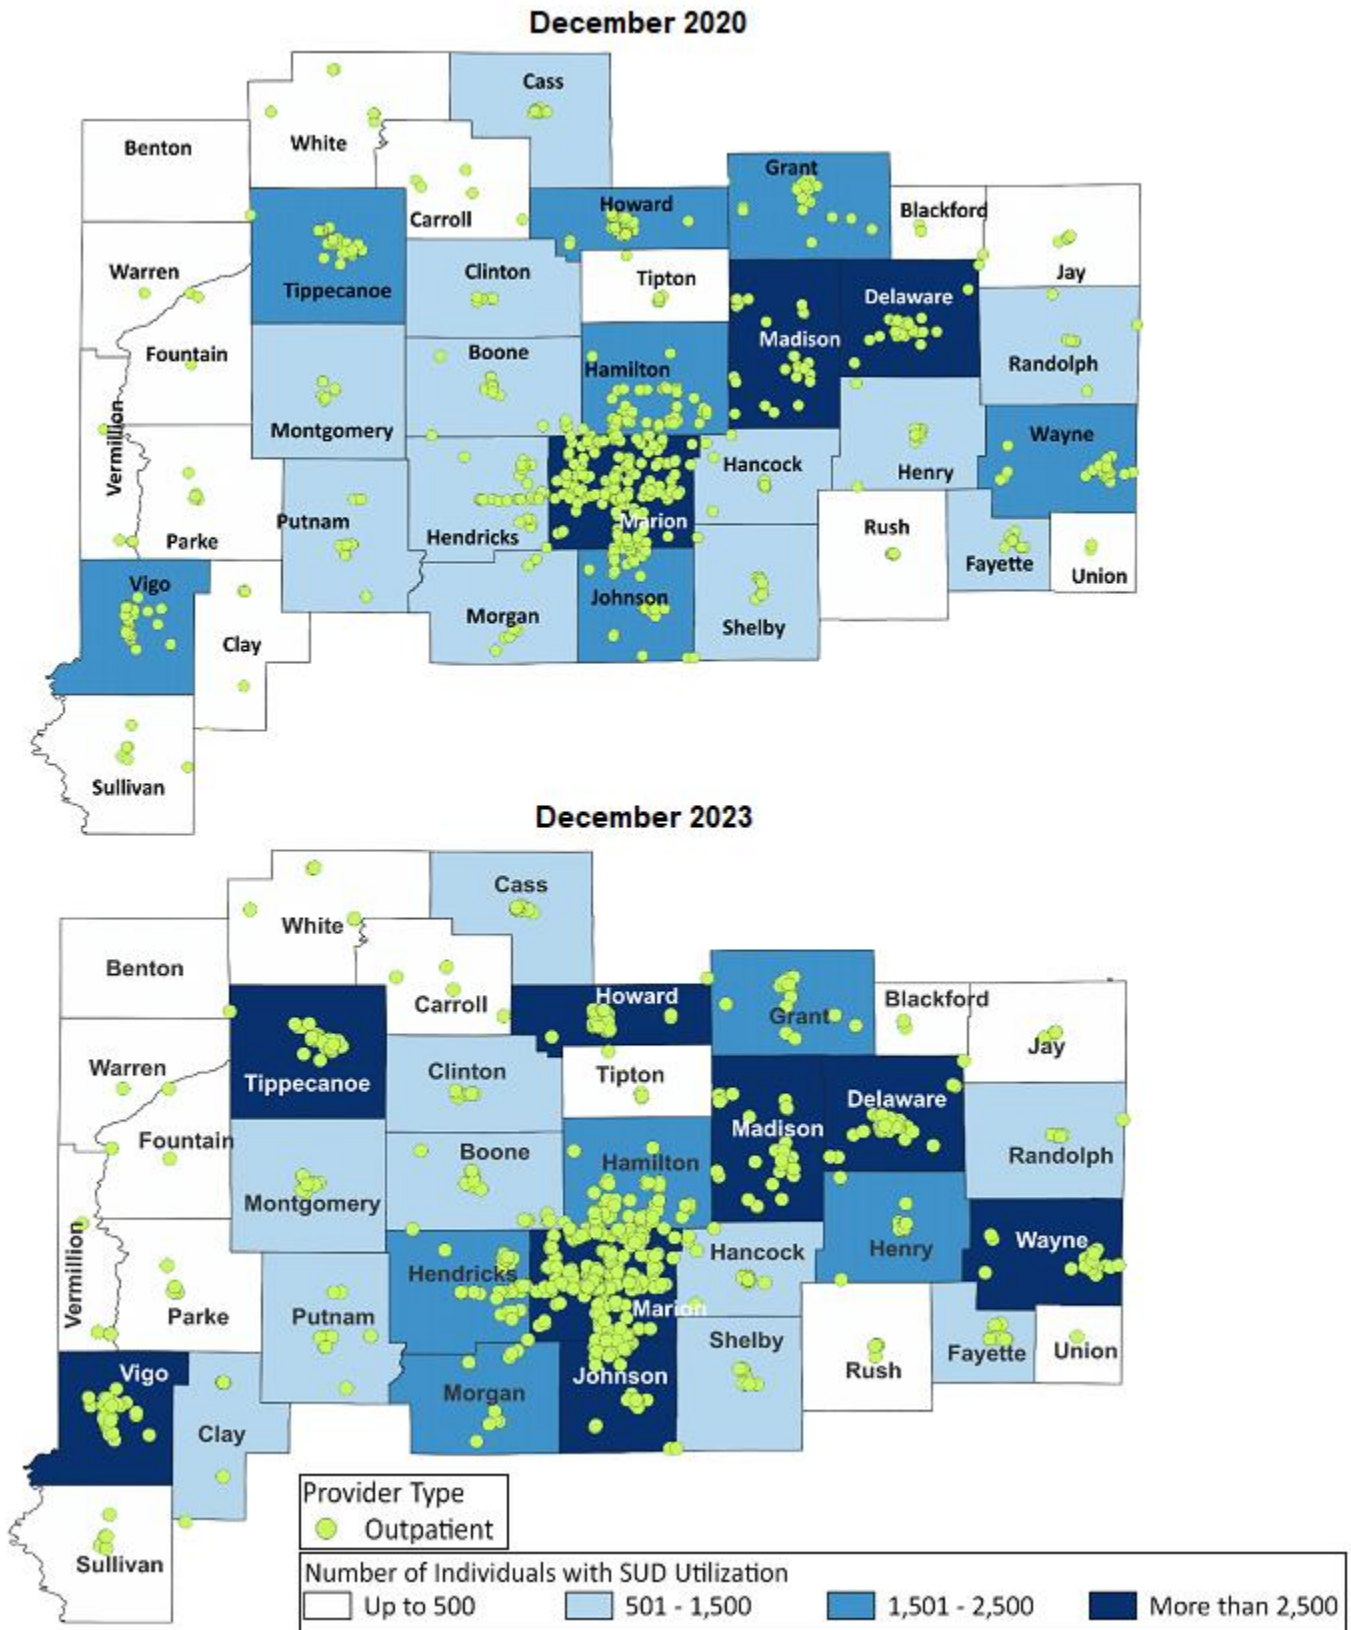 December 2020
Cass
White
Benton
Grant
Howard
Blackford
Carroll
Warren
Clinton
Tipton
Jay
Tippecanoe
Delaware
Madison
Fountain
Boone
Hamilton
Randolph
Vermillion
Montgomery
Wayne
Hancock
Henry
Putnam
Marion
Rush
Parke
Hendricks
Fayette
Union
Vigo
Johnson
Morgan
Shelby
Clay
Sullivan
December 2023
Cass
White
Benton
Howard
Blackford
Carroll
Grant
Jay
Warren
Clinton
Tipton
Tippecanoe
Delaware
Madison
Fountain
Boone
Hamilton
Randolph
Montgomery
Wayne
Henry
Hancock
Vermillion
Hendricks
Marion
Parke
Putnam
Shelby
Union
Fayette
Rush
Vigo
Johnson
Morgan
Clay
Sullivan
Provider Type
Outpatient
Number of Individuals with SUD Utilization
Up to 500 501 - 1,500 1,501 - 2,500 More than 2,500